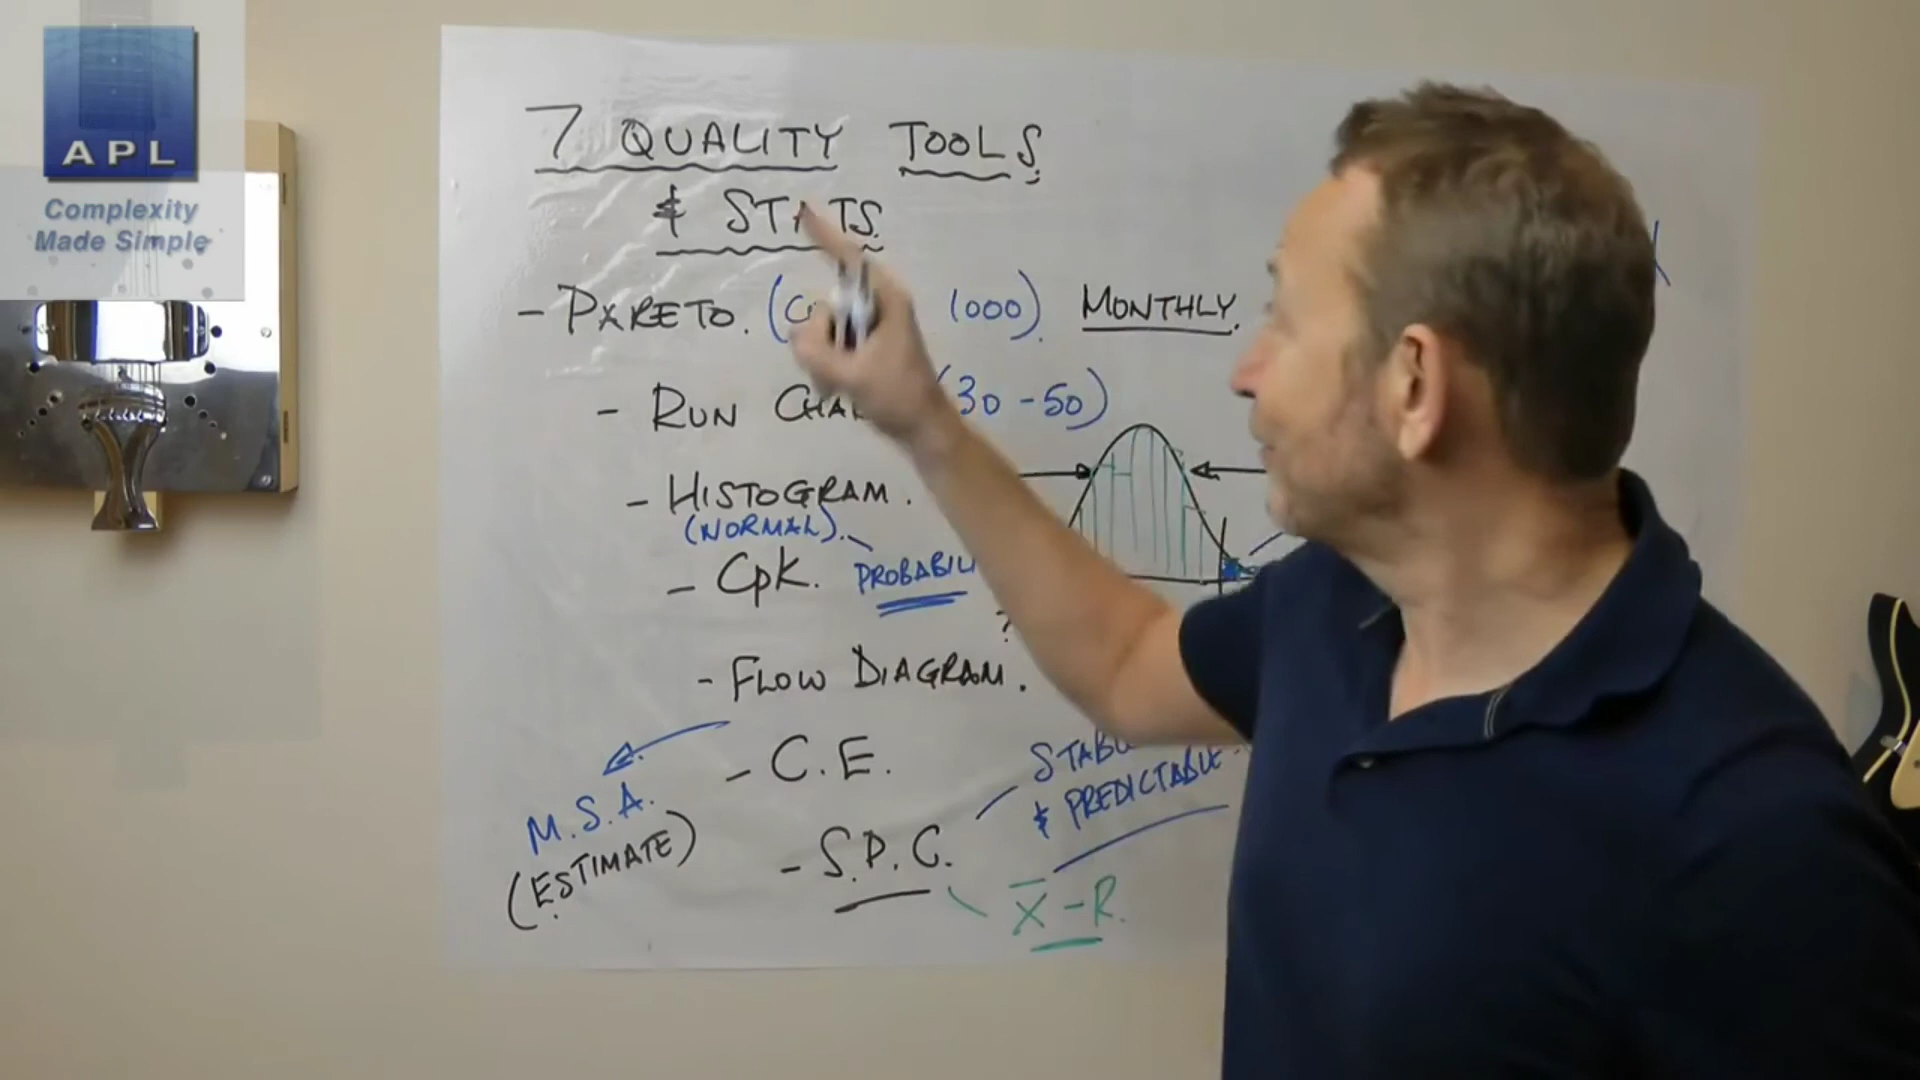 APL
Complexity
Made Simple
7 QUALITY TOOLS
& STATS.
- PARETO. 1000). MONTHLY.
- RUN (30 - 50)
- HISTOGRAM.
(NORMAL).
- CpK.
?
- FLOW DIAGRAM.
- C.E.
M.S.A.
(ESTIMATE)
& PREDICTABLE.
- S.P.C.
X̄ - R.